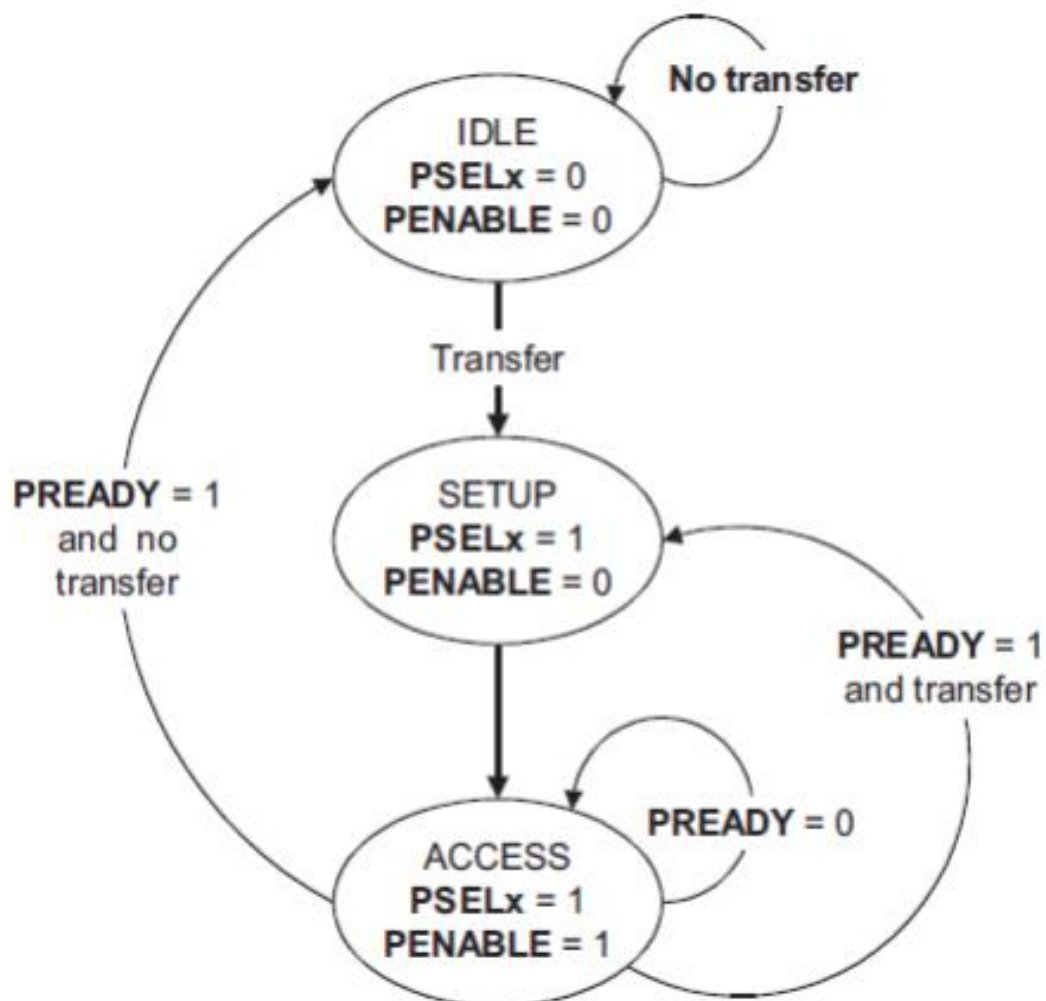 No transfer
IDLE
PSELx = 0
PENABLE = 0
Transfer
PREADY = 1
and no
transfer
SETUP
PSELx = 1
PENABLE = 0
PREADY = 1
and transfer
PREADY = 0
ACCESS
PSELx = 1
PENABLE = 1